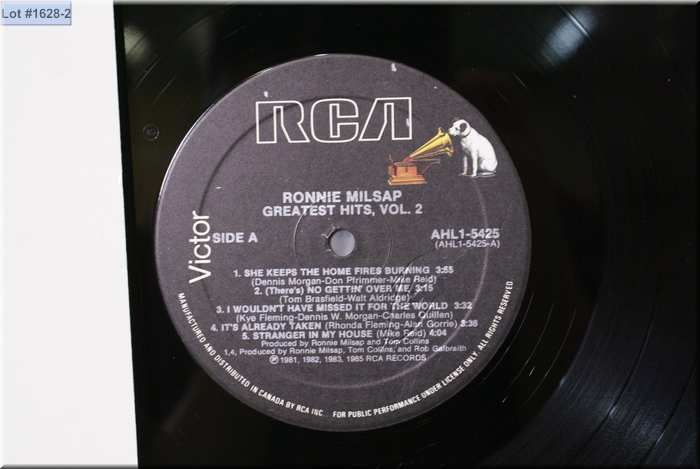 Lot #1628-2
RCA
RONNIE MILSAP
GREATEST HITS, VOL. 2
Victor
SIDE A
AHL1-5425
(AHL1-5425-A)
1. SHE KEEPS THE HOME FIRES BURNING 3:55
(Dennis Morgan-Don Pfrimmer-Mike Reid)
2. (There's) NO GETTIN' OVER ME 3:15
(Tom Brasfield-Walt Aldridge)
3. I WOULDN'T HAVE MISSED IT FOR THE WORLD 3:32
(Kye Fleming-Dennis W. Morgan-Charles Quillen)
4. IT'S ALREADY TAKEN (Rhonda Fleming-Alan Gorrie) 3:36
5. STRANGER IN MY HOUSE (Mike Reid) 4:04
Produced by Ronnie Milsap and Tom Collins
1,4, Produced by Ronnie Milsap, Tom Collins, and Rob Galbraith
℗ 1981, 1982, 1983, 1985 RCA RECORDS
MANUFACTURED AND DISTRIBUTED IN CANADA BY RCA INC. FOR PUBLIC PERFORMANCE UNDER LICENSE ONLY. ALL RIGHTS RESERVED.